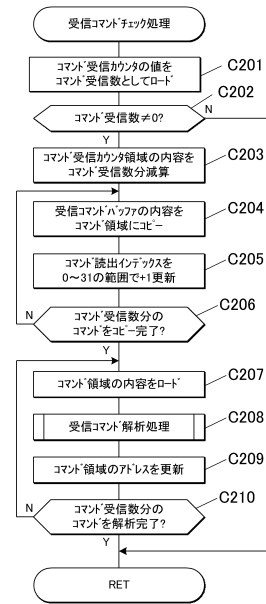 受信コマンドチェック処理
コマンド受信カウンタの値を
コマンド受信数としてロード
C201
コマンド受信数≠0?
C202
N
Y
コマンド受信カウンタ領域の内容を
コマンド受信数分減算
C203
受信コマンドバッファの内容を
コマンド領域にコピー
C204
コマンド読出インデックスを
0～31の範囲で+1更新
C205
コマンド受信数分の
コマンドをコピー完了?
C206
N
Y
コマンド領域の内容をロード
C207
受信コマンド解析処理
C208
コマンド領域のアドレスを更新
C209
コマンド受信数分の
コマンドを解析完了?
C210
N
Y
RET